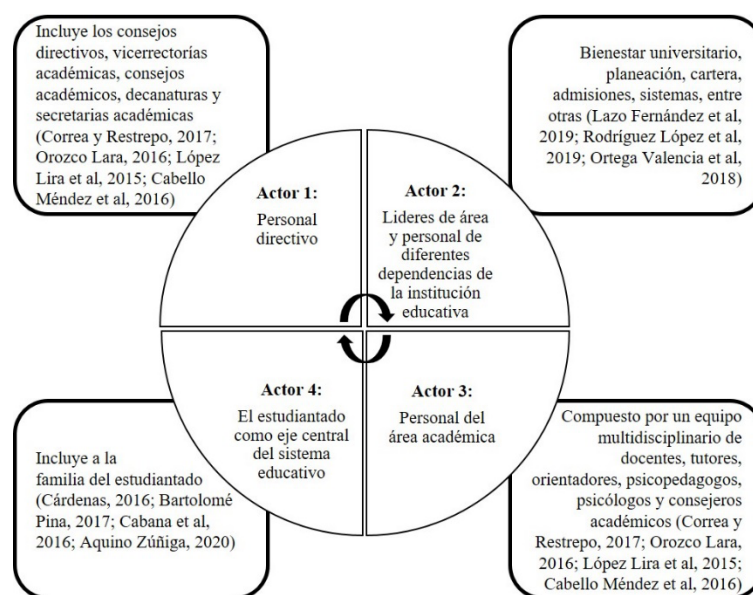 Incluye los consejos
directivos, vicerrectorías
académicas, consejos
académicos, decanaturas y
secretarias académicas
(Correa y Restrepo, 2017;
Orozco Lara, 2016; López
Lira et al, 2015; Cabello
Méndez et al, 2016)
Bienestar universitario,
planeación, cartera,
admisiones, sistemas, entre
otras (Lazo Fernández et al,
2019; Rodríguez López et al,
2019; Ortega Valencia et al,
2018)
Actor 1:
Personal
directivo
Actor 2:
Lideres de área
y personal de
diferentes
dependencias de
la institución
educativa
Actor 4:
El estudiantado
como eje central
del sistema
educativo
Actor 3:
Personal del
área académica
Incluye a la
familia del estudiantado
(Cárdenas, 2016; Bartolomé
Pina, 2017; Cabana et al,
2016; Aquino Zúñiga, 2020)
Compuesto por un equipo
multidisciplinario de
docentes, tutores,
orientadores, psicopedagogos,
psicólogos y consejeros
académicos (Correa y
Restrepo, 2017; Orozco Lara,
2016; López Lira et al, 2015;
Cabello Méndez et al, 2016)